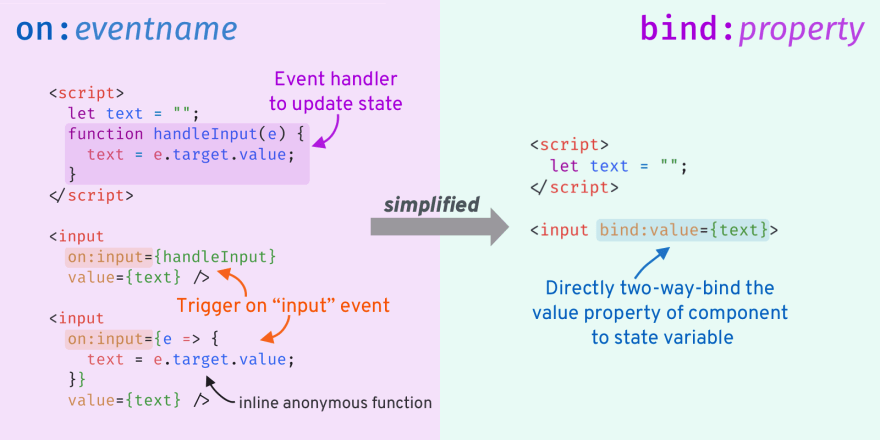 on:eventname
<script>
let text = "";
function handleInput(e) {
text = e.target.value;
}
</script>
Event handler
to update state
<input
on:input={handleInput}
value={text} />
Trigger on “input” event
<input
on:input={e => {
text = e.target.value;
}}
value={text} />
inline anonymous function
simplified
bind:property
<script>
let text = "";
</script>
<input bind:value={text}>
Directly two-way-bind the
value property of component
to state variable